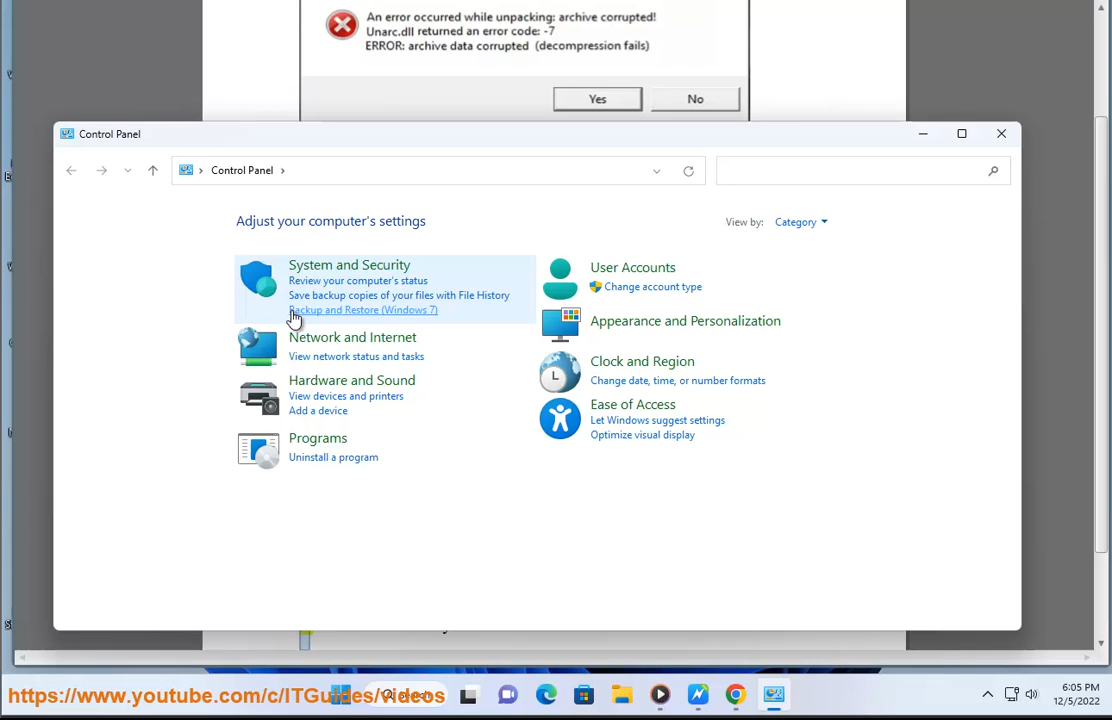 An error occurred while unpacking: archive corrupted!
Unarc.dll returned an error code: -7
ERROR: archive data corrupted (decompression fails)
Yes
No
Control Panel
Control Panel
Adjust your computer's settings
View by:
Category
System and Security
Review your computer's status
Save backup copies of your files with File History
Backup and Restore (Windows 7)
Network and Internet
View network status and tasks
Hardware and Sound
View devices and printers
Add a device
Programs
Uninstall a program
User Accounts
Change account type
Appearance and Personalization
Clock and Region
Change date, time, or number formats
Ease of Access
Let Windows suggest settings
Optimize visual display
https://www.youtube.com/c/ITGuides/videos
6:05 PM
12/5/2022